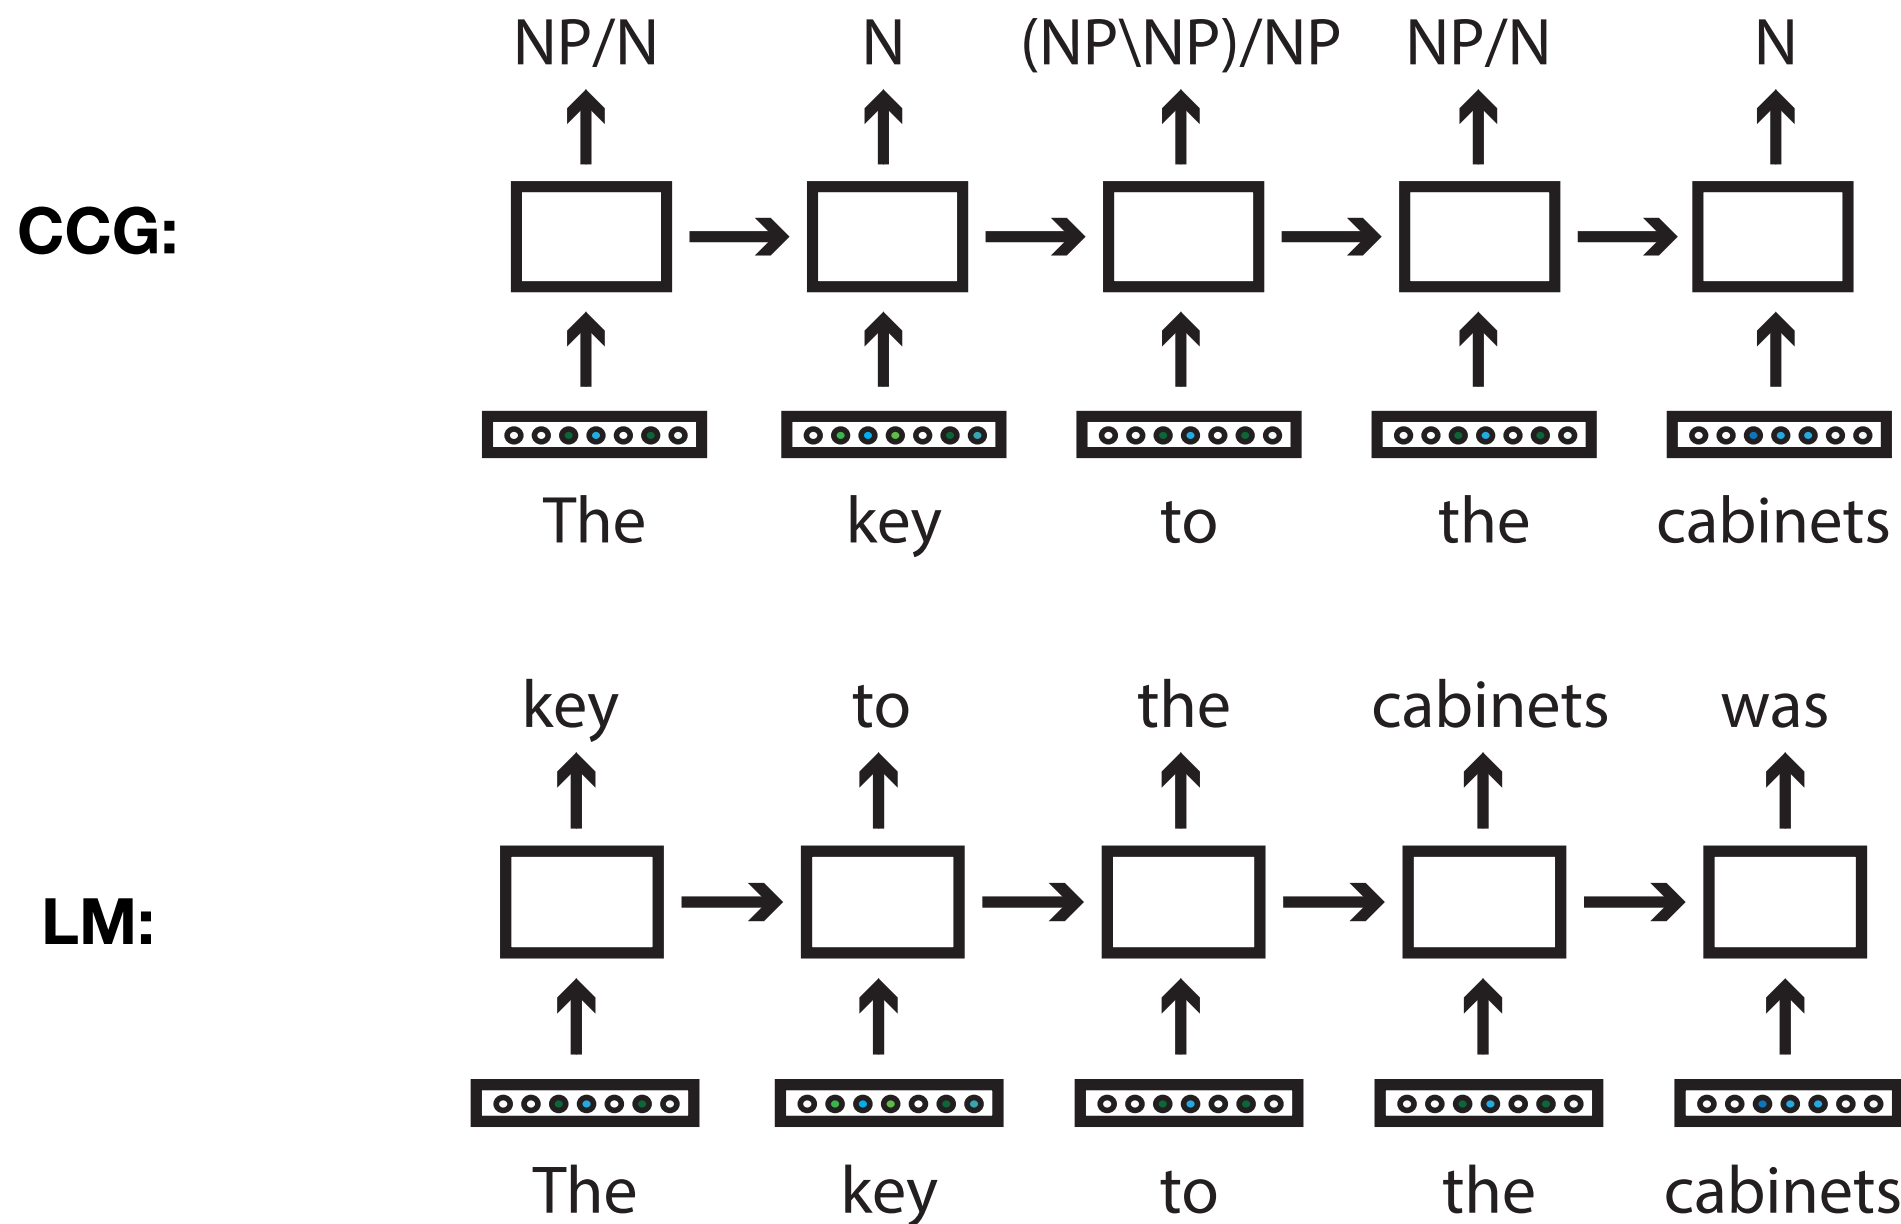 NP/N N (NP\NP)/NP NP/N N
CCG:
The key to the cabinets
key to the cabinets was
LM:
The key to the cabinets